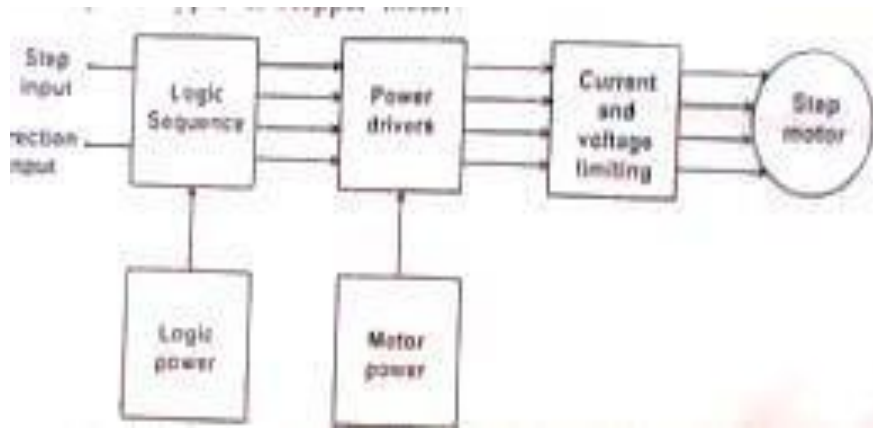 Step
input
rection
nput
Logic
Sequence
Power
drivers
Current
and
voltage
limiting
Step
motor
Logic
power
Motor
power